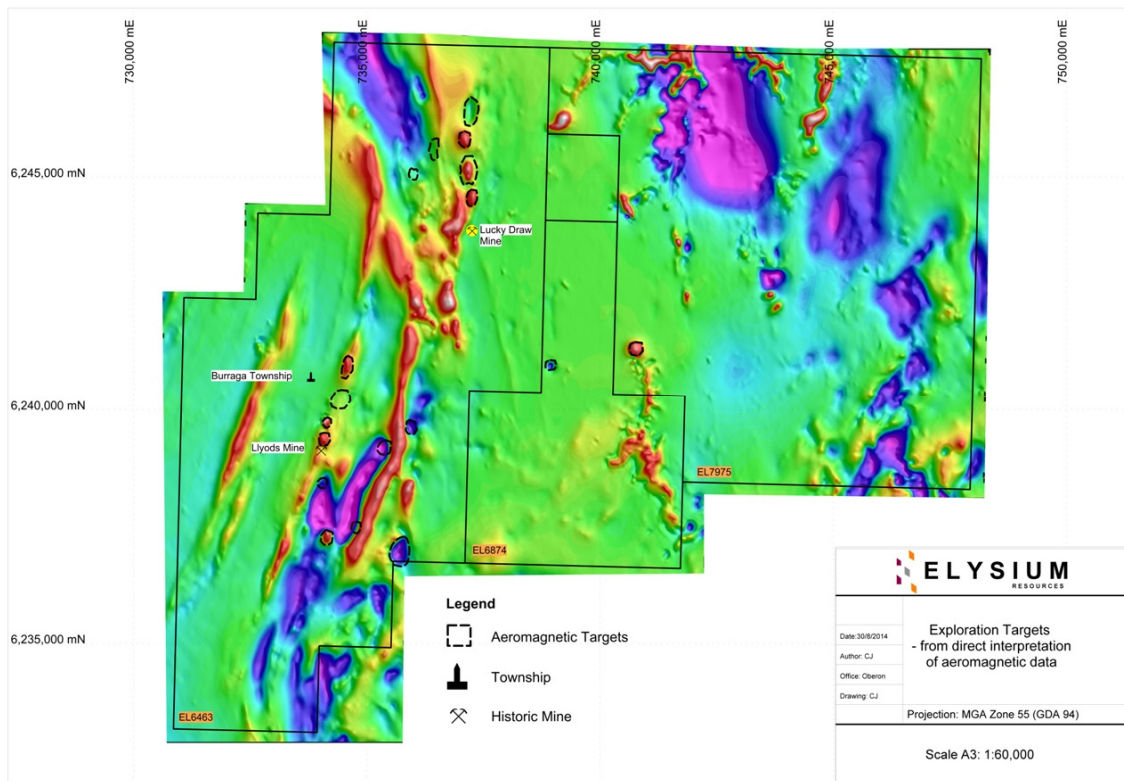 730,000 mE
735,000 mE
740,000 mE
745,000 mE
750,000 mE
6,245,000 mN
Lucky Draw
Mine
Burraga Township
6,240,000 mN
Llyods Mine
EL7975
EL6874
6,235,000 mN
EL6463
Legend
Aeromagnetic Targets
Township
Historic Mine
ELYSIUM
RESOURCES
Date:30/8/2014
Author: CJ
Office: Oberon
Drawing: CJ
Exploration Targets
- from direct interpretation
of aeromagnetic data
Projection: MGA Zone 55 (GDA 94)
Scale A3: 1:60,000